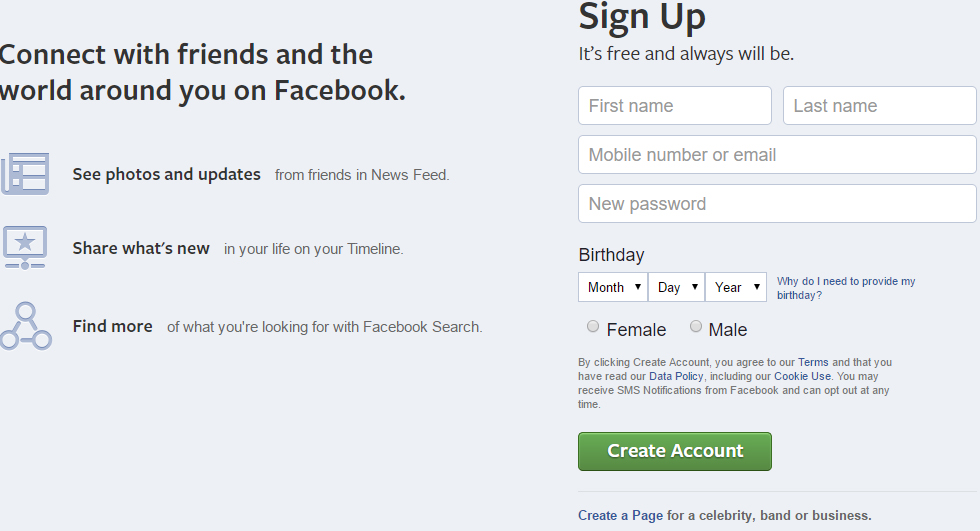 Connect with friends and the
world around you on Facebook.
See photos and updates from friends in News Feed.
Share what's new in your life on your Timeline.
Find more of what you're looking for with Facebook Search.
Sign Up
It's free and always will be.
First name Last name
Mobile number or email
New password
Birthday
Month Day Year
Why do I need to provide my
birthday?
Female Male
By clicking Create Account, you agree to our Terms and that you
have read our Data Policy, including our Cookie Use. You may
receive SMS Notifications from Facebook and can opt out at any
time.
Create Account
Create a Page for a celebrity, band or business.